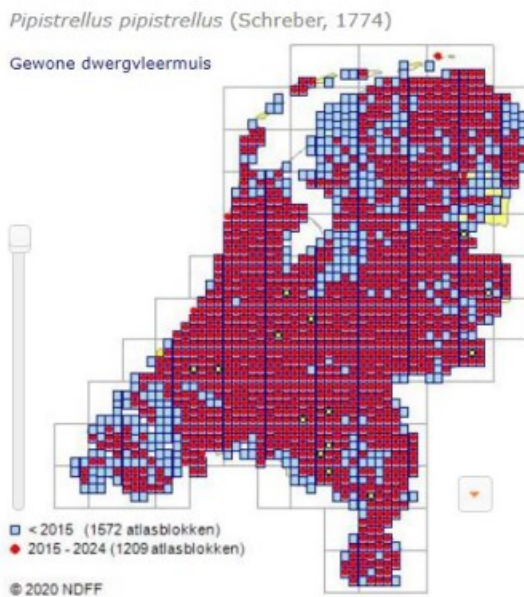 Pipistrellus pipistrellus (Schreber, 1774)
Gewone dwergvleermuis
< 2015 (1572 atlasblokken)
2015 - 2024 (1209 atlasblokken)
© 2020 NDFF